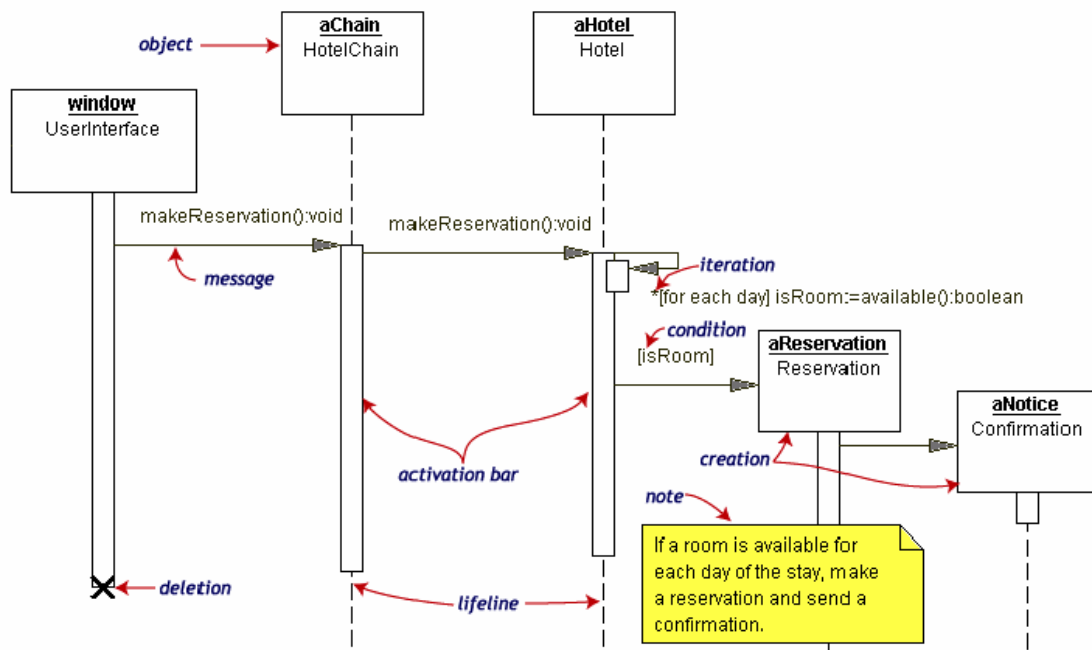 aChain
HotelChain
aHotel
Hotel
object
window
UserInterface
makeReservation():void
makeReservation():void
message
iteration
*[for each day] isRoom:=available():boolean
condition
[isRoom]
aReservation
Reservation
aNotice
Confirmation
activation bar
creation
note
If a room is available for
each day of the stay, make
a reservation and send a
confirmation.
deletion
lifeline